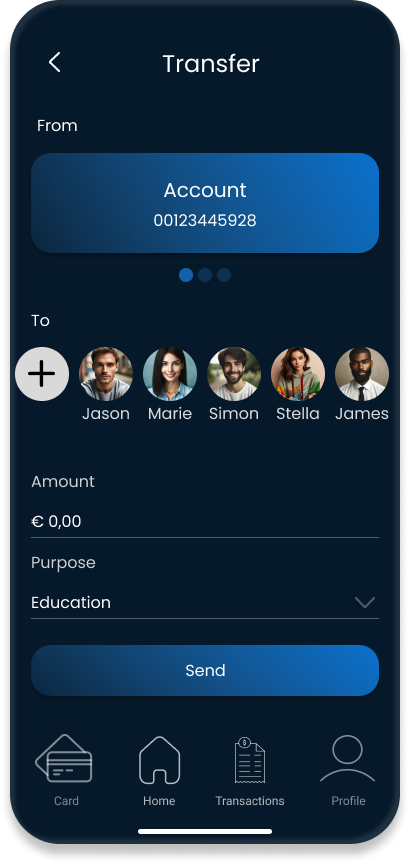 Transfer
From
Account
00123445928
To
Jason Marie Simon Stella James
Amount
€ 0,00
Purpose
Education
Send
$
Card Home Transactions Profile